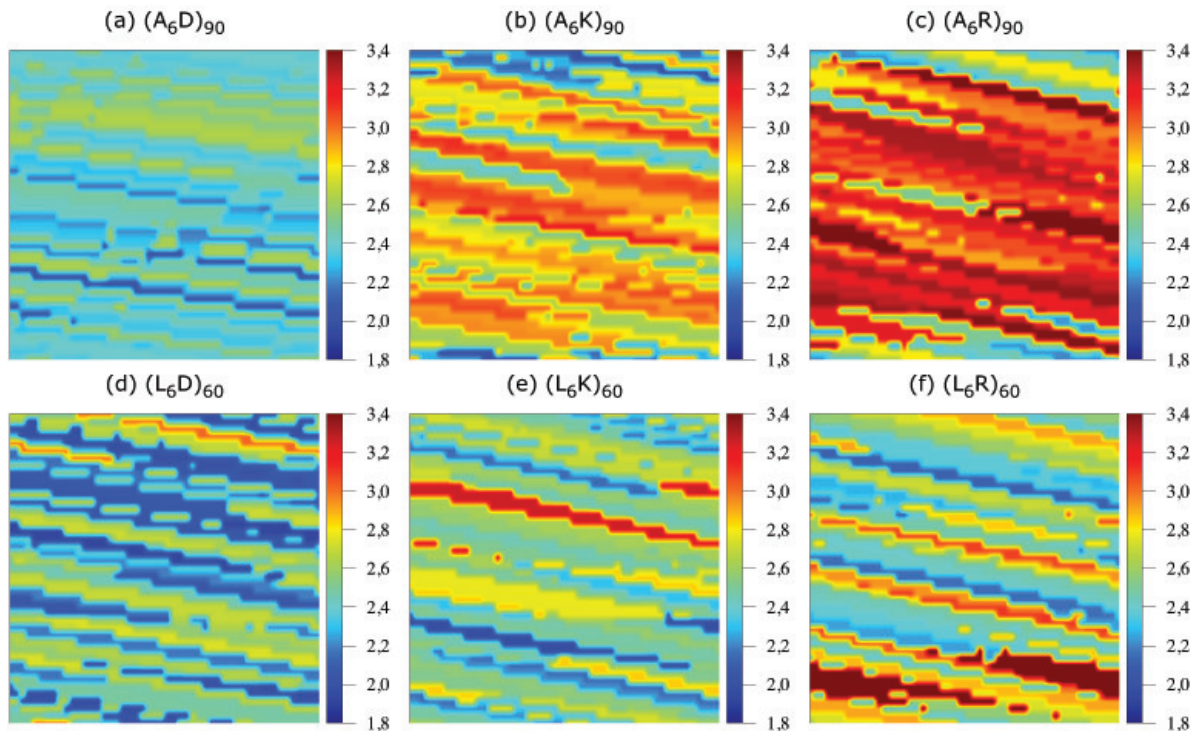 (a) (A₆D)₉₀ (b) (A₆K)₉₀ (c) (A₆R)₉₀
3,4 3,4 3,4
3,2 3,2 3,2
3,0 3,0 3,0
2,8 2,8 2,8
2,6 2,6 2,6
2,4 2,4 2,4
2,2 2,2 2,2
2,0 2,0 2,0
1,8 1,8 1,8
(d) (L₆D)₆₀ (e) (L₆K)₆₀ (f) (L₆R)₆₀
3,4 3,4 3,4
3,2 3,2 3,2
3,0 3,0 3,0
2,8 2,8 2,8
2,6 2,6 2,6
2,4 2,4 2,4
2,2 2,2 2,2
2,0 2,0 2,0
1,8 1,8 1,8